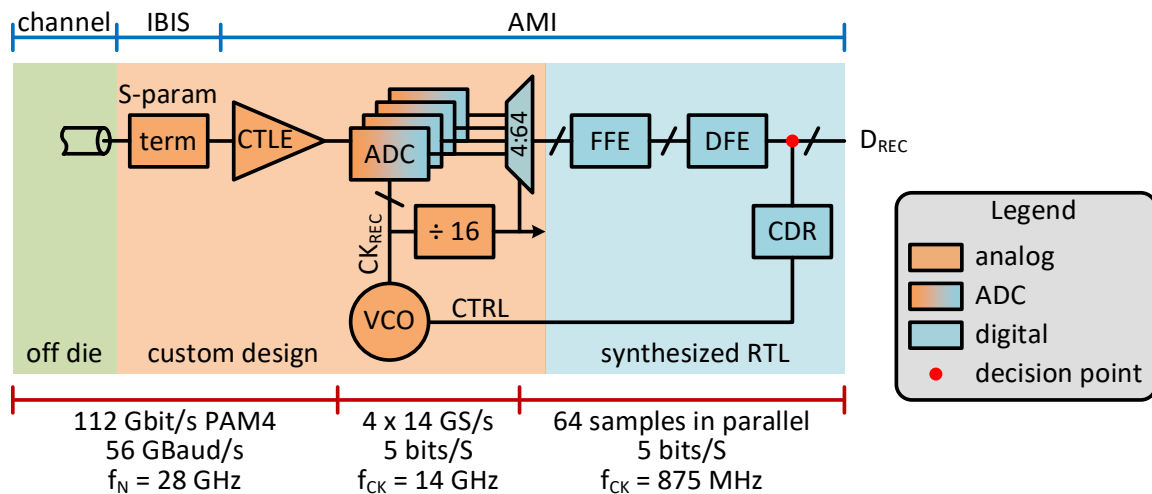 channel IBIS AMI
S-param
term
CTLE
ADC
4:64
FFE
DFE
D_REC
CK_REC
÷ 16
CDR
VCO
CTRL
off die
custom design
synthesized RTL
Legend
analog
ADC
digital
decision point
112 Gbit/s PAM4
56 GBaud/s
f_N = 28 GHz
4 x 14 GS/s
5 bits/S
f_CK = 14 GHz
64 samples in parallel
5 bits/S
f_CK = 875 MHz